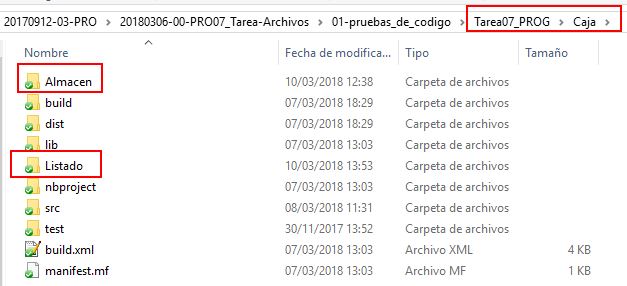 20170912-03-PRO > 20180306-00-PRO07_Tarea-Archivos > 01-pruebas_de_codigo > Tarea07_PROG > Caja >
Nombre Fecha de modifica... Tipo Tamaño
Almacen 10/03/2018 12:38 Carpeta de archivos
build 07/03/2018 18:29 Carpeta de archivos
dist 07/03/2018 18:29 Carpeta de archivos
lib 07/03/2018 13:03 Carpeta de archivos
Listado 10/03/2018 13:53 Carpeta de archivos
nbproject 07/03/2018 13:03 Carpeta de archivos
src 08/03/2018 11:31 Carpeta de archivos
test 30/11/2017 13:52 Carpeta de archivos
build.xml 07/03/2018 13:03 Archivo XML 4 KB
manifest.mf 07/03/2018 13:03 Archivo MF 1 KB